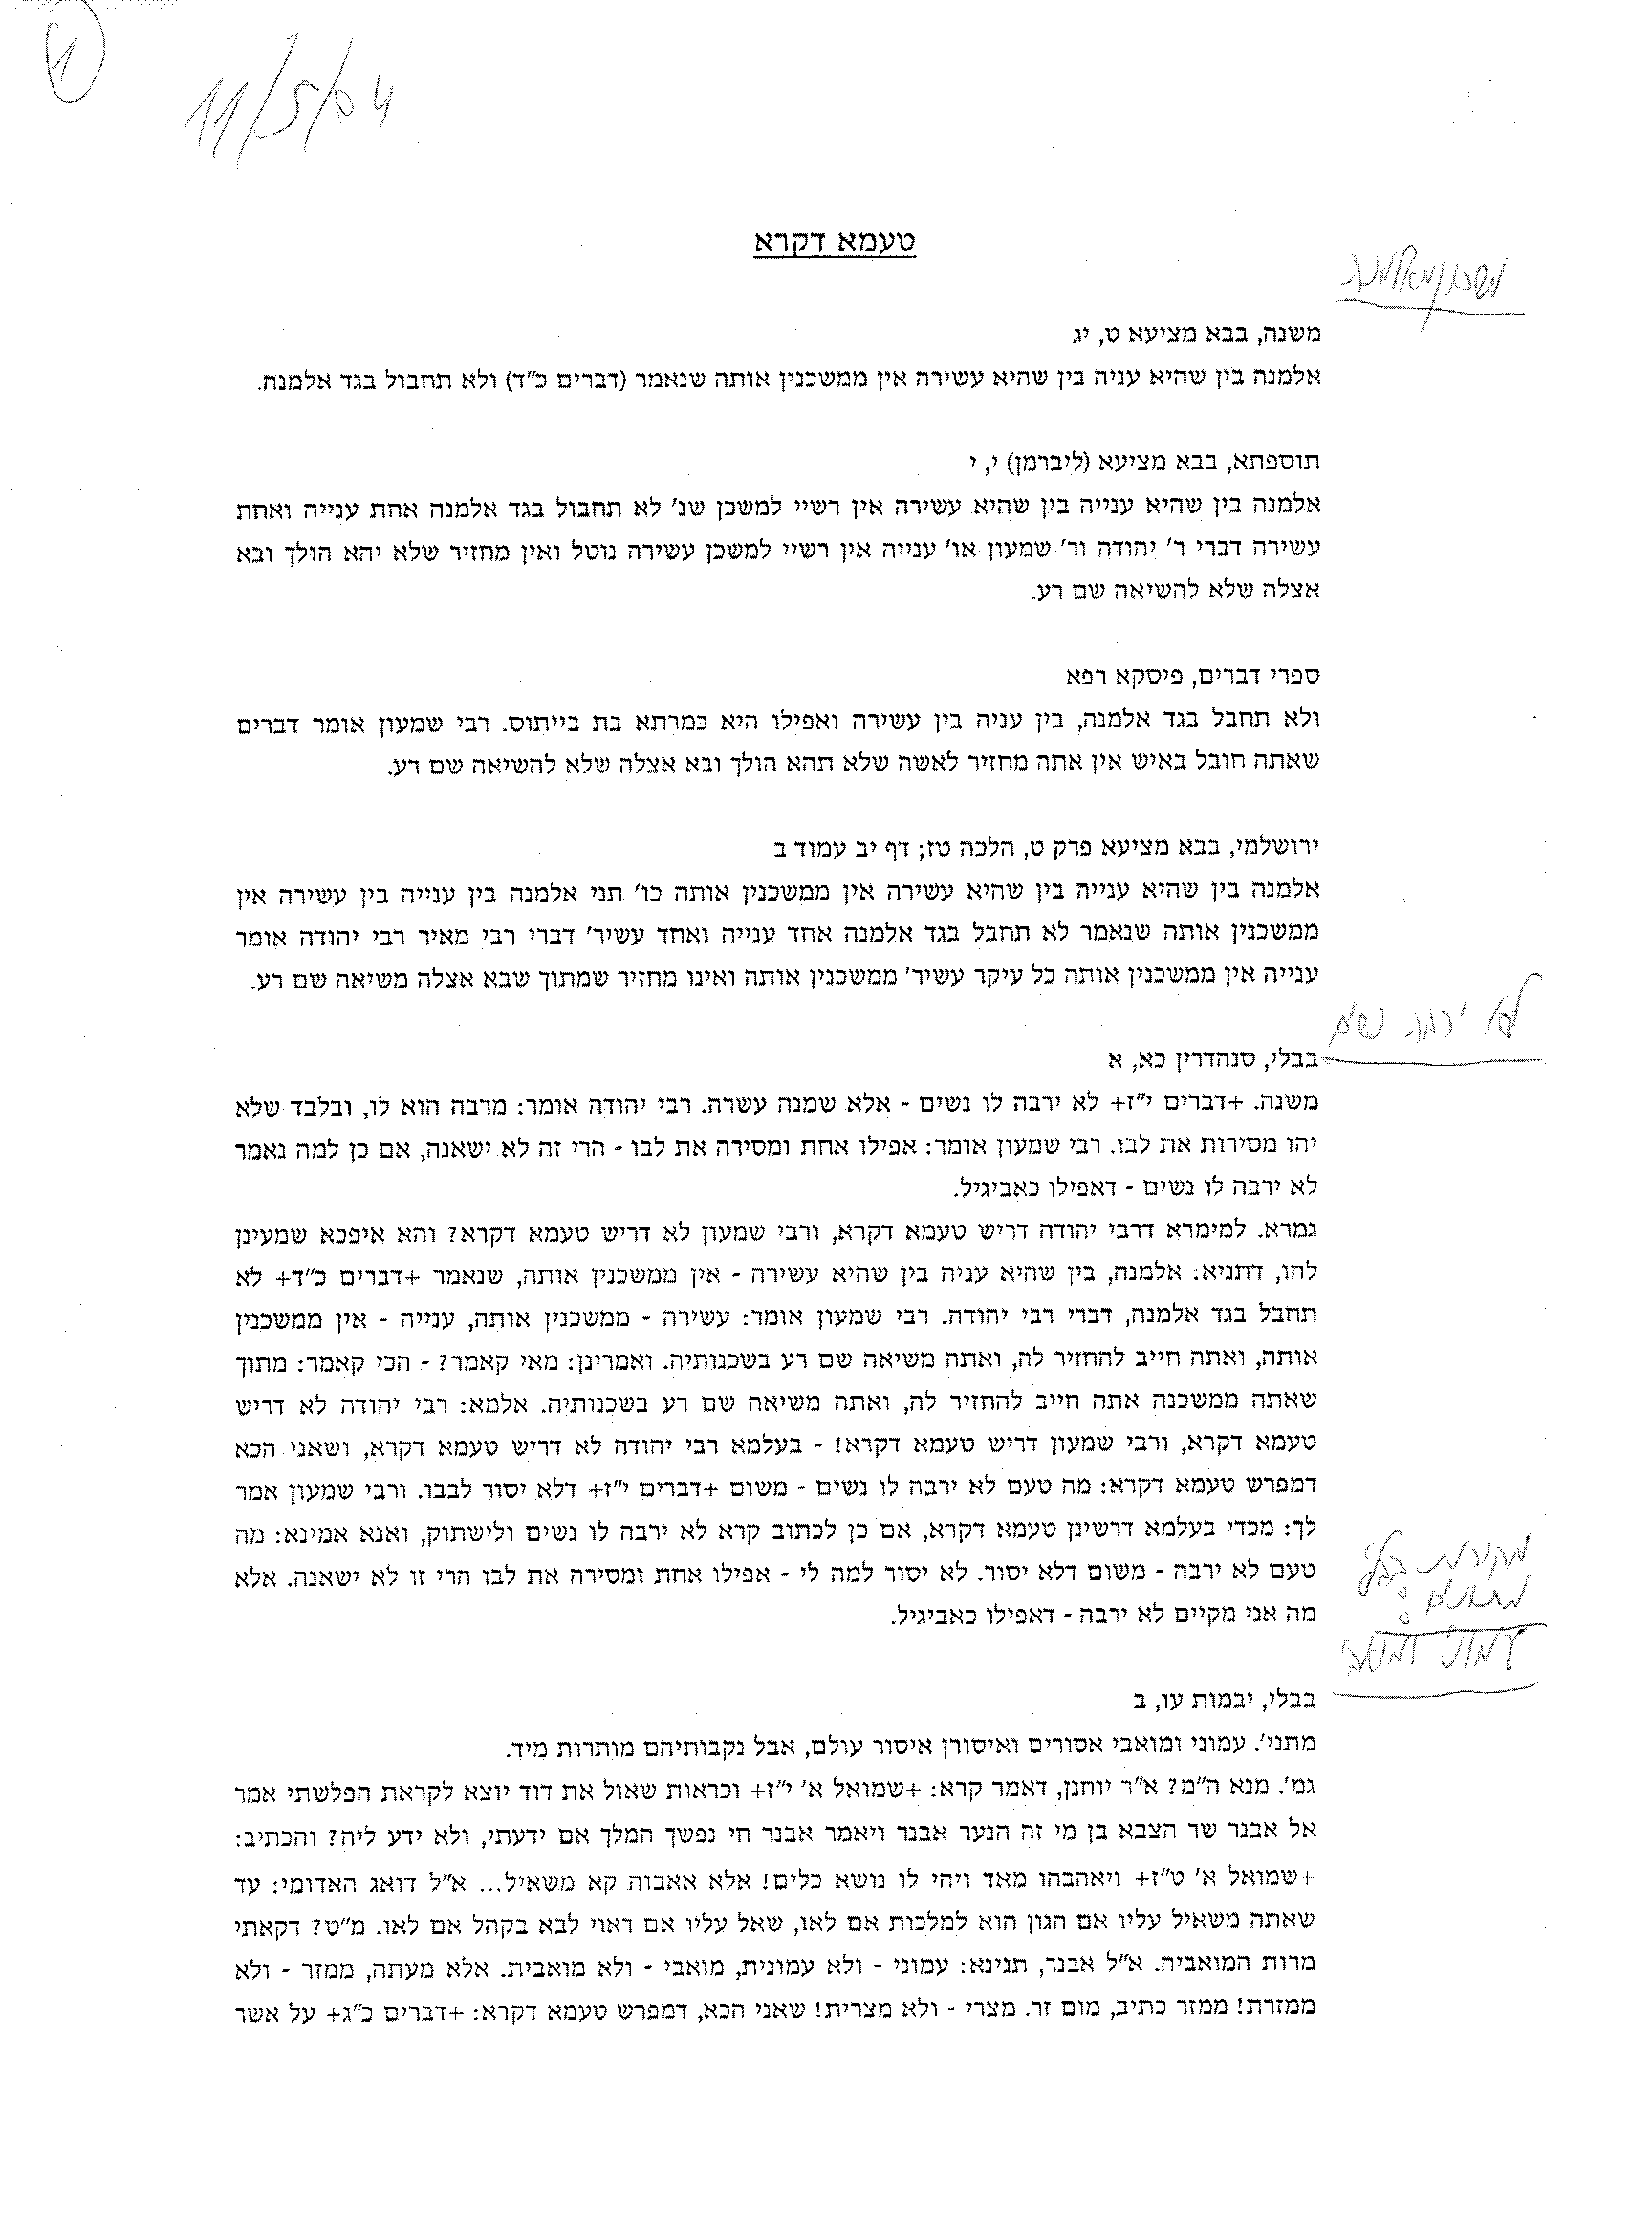 1
11/5/04
טעמא דקרא
משכון מאלמנה
משנה, בבא מציעא ט, יג
אלמנה בין שהיא עניה בין שהיא עשירה אין ממשכנין אותה שנאמר (דברים כ"ד) ולא תחבול בגד אלמנה.
תוספתא, בבא מציעא (ליברמן) י, י
אלמנה בין שהיא ענייה בין שהיא עשירה אין רשיי למשכן שנ' לא תחבול בגד אלמנה אחת ענייה ואחת
עשירה דברי ר' יהודה ור' שמעון או' ענייה אין רשיי למשכן עשירה נוטל ואין מחזיר שלא יהא הולך ובא
אצלה שלא להשיאה שם רע.
ספרי דברים, פיסקא רפא
ולא תחבל בגד אלמנה, בין עניה בין עשירה ואפילו היא כמרתא בת בייתוס. רבי שמעון אומר דברים
שאתה חובל באיש אין אתה מחזיר לאשה שלא תהא הולך ובא אצלה שלא להשיאה שם רע.
ירושלמי, בבא מציעא פרק ט, הלכה טז; דף יב עמוד ב
אלמנה בין שהיא ענייה בין שהיא עשירה אין ממשכנין אותה כו' תני אלמנה בין ענייה בין עשירה אין
ממשכנין אותה שנאמר לא תחבל בגד אלמנה אחד ענייה ואחד עשיר' דברי רבי מאיר רבי יהודה אומר
ענייה אין ממשכנין אותה כל עיקר עשיר' ממשכנין אותה ואינו מחזיר שמתוך שבא אצלה משיאה שם רע.
לא ירבה נשים
בבלי, סנהדרין כא, א
משנה. +דברים י"ז+ לא ירבה לו נשים - אלא שמנה עשרה. רבי יהודה אומר: מרבה הוא לו, ובלבד שלא
יהו מסירות את לבו. רבי שמעון אומר: אפילו אחת ומסירה את לבו - הרי זה לא ישאנה, אם כן למה נאמר
לא ירבה לו נשים - דאפילו כאביגיל.
גמרא. למימרא דרבי יהודה דריש טעמא דקרא, ורבי שמעון לא דריש טעמא דקרא? והא איפכא שמעינן
להו, דתניא: אלמנה, בין שהיא עניה בין שהיא עשירה - אין ממשכנין אותה, שנאמר +דברים כ"ד+ לא
תחבל בגד אלמנה, דברי רבי יהודה. רבי שמעון אומר: עשירה - ממשכנין אותה, ענייה - אין ממשכנין
אותה, ואתה חייב להחזיר לה, ואתה משיאה שם רע בשכנותיה. ואמרינן: מאי קאמר? - הכי קאמר: מתוך
שאתה ממשכנה אתה חייב להחזיר לה, ואתה משיאה שם רע בשכנותיה. אלמא: רבי יהודה לא דריש
טעמא דקרא, ורבי שמעון דריש טעמא דקרא! - בעלמא רבי יהודה לא דריש טעמא דקרא, ושאני הכא
דמפרש טעמא דקרא: מה טעם לא ירבה לו נשים - משום +דברים י"ז+ דלא יסור לבבו. ורבי שמעון אמר
לך: מכדי בעלמא דרשינן טעמא דקרא, אם כן לכתוב קרא לא ירבה לו נשים ולישתוק, ואנא אמינא: מה
טעם לא ירבה - משום דלא יסור. לא יסור למה לי - אפילו אחת ומסירה את לבו הרי זו לא ישאנה. אלא
מה אני מקיים לא ירבה - דאפילו כאביגיל.
עמוני ומואבי
בבלי, יבמות עו, ב
מתני'. עמוני ומואבי אסורים ואיסורן איסור עולם, אבל נקבותיהם מותרות מיד.
גמ'. מנא ה"מ? א"ר יוחנן, דאמר קרא: +שמואל א' י"ז+ וכראות שאול את דוד יוצא לקראת הפלשתי אמר
אל אבנר שר הצבא בן מי זה הנער אבנר ויאמר אבנר חי נפשך המלך אם ידעתי, ולא ידע ליה? והכתיב:
+שמואל א' ט"ז+ ויאהבהו מאד ויהי לו נושא כלים! אלא אאבוה קא משאיל... א"ל דואג האדומי: עד
שאתה משאיל עליו אם הגון הוא למלכות אם לאו, שאל עליו אם ראוי לבא בקהל אם לאו. מ"ט? דקאתי
מרות המואביה. א"ל אבנר, תנינא: עמוני - ולא עמונית, מואבי - ולא מואבית. אלא מעתה, ממזר - ולא
ממזרת! ממזר כתיב, מום זר. מצרי - ולא מצרית! שאני הכא, דמפרש טעמא דקרא: +דברים כ"ג+ על אשר